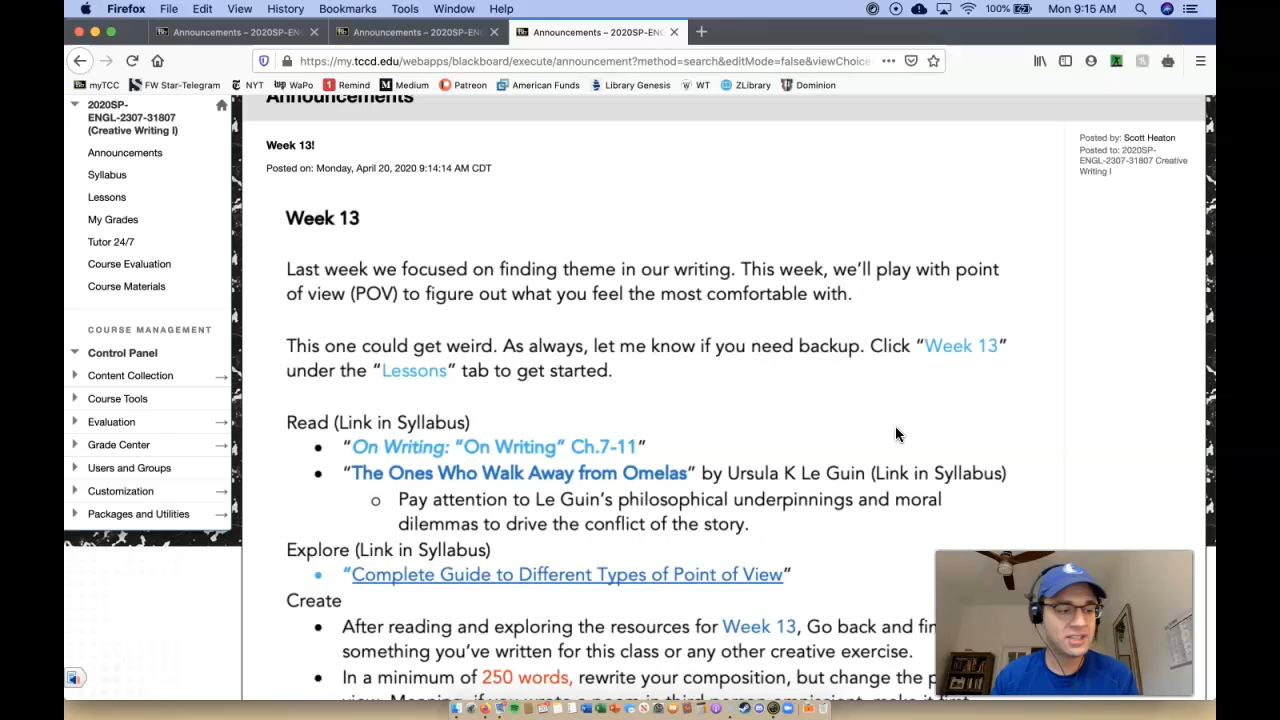 Firefox File Edit View History Bookmarks Tools Window Help 100% Mon 9:15 AM
Announcements – 2020SP-ENG Announcements – 2020SP-ENG Announcements – 2020SP-ENG
https://my.tccd.edu/webapps/blackboard/execute/announcement?method=search&editMode=false&viewChoice
myTCC FW Star-Telegram NYT WaPo Remind Medium Patreon American Funds Library Genesis WT ZLibrary Dominion
2020SP-
ENGL-2307-31807
(Creative Writing I)
Announcements
Syllabus
Lessons
My Grades
Tutor 24/7
Course Evaluation
Course Materials
COURSE MANAGEMENT
Control Panel
Content Collection
Course Tools
Evaluation
Grade Center
Users and Groups
Customization
Packages and Utilities
Announcements
Week 13!
Posted on: Monday, April 20, 2020 9:14:14 AM CDT
Week 13
Last week we focused on finding theme in our writing. This week, we’ll play with point
of view (POV) to figure out what you feel the most comfortable with.
This one could get weird. As always, let me know if you need backup. Click “Week 13”
under the “Lessons” tab to get started.
Read (Link in Syllabus)
• “On Writing: “On Writing” Ch.7-11”
• “The Ones Who Walk Away from Omelas” by Ursula K Le Guin (Link in Syllabus)
o Pay attention to Le Guin’s philosophical underpinnings and moral
dilemmas to drive the conflict of the story.
Explore (Link in Syllabus)
• “Complete Guide to Different Types of Point of View”
Create
• After reading and exploring the resources for Week 13, Go back and fin
something you’ve written for this class or any other creative exercise.
• In a minimum of 250 words, rewrite your composition, but change the p
Posted by: Scott Heaton
Posted to: 2020SP-
ENGL-2307-31807 Creative
Writing I